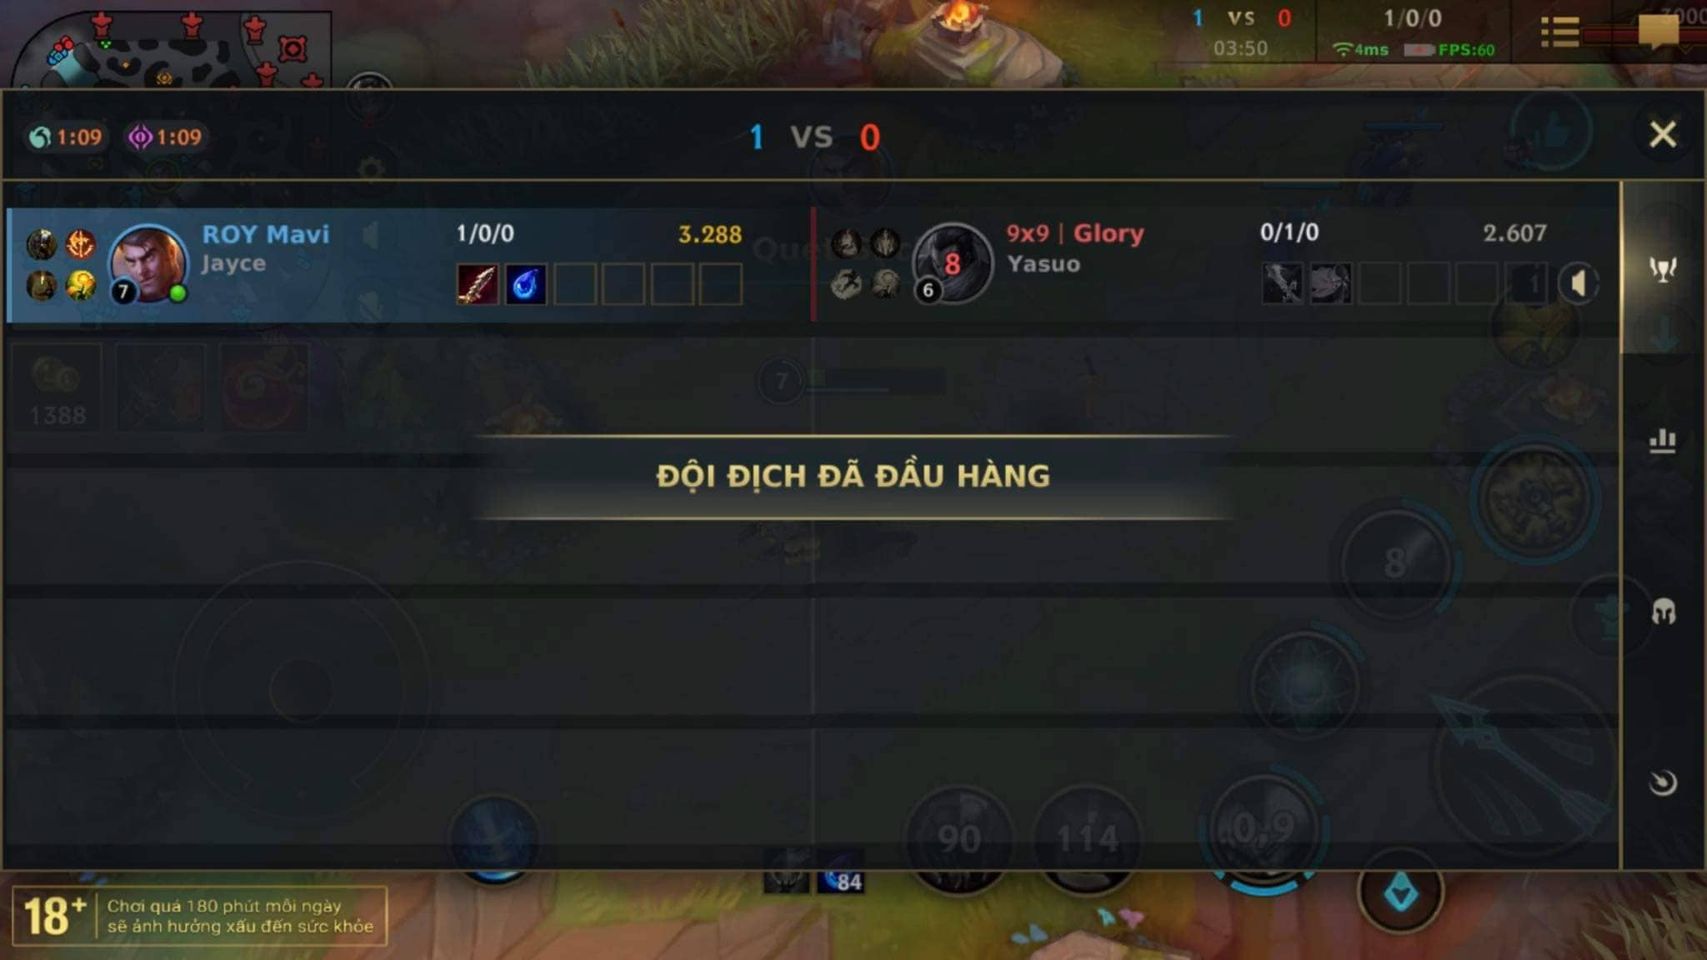 1 VS 0
1/0/0
03:50
4ms
FPS:60
1:09
1:09
1 VS 0
ROY Mavi
Jayce
7
1/0/0
3.288
9x9 | Glory
Yasuo
8
6
0/1/0
2.607
1
7
1388
ĐỘI ĐỊCH ĐÃ ĐẦU HÀNG
8
90
114
0,9
84
18+
Chơi quá 180 phút mỗi ngày
sẽ ảnh hưởng xấu đến sức khỏe